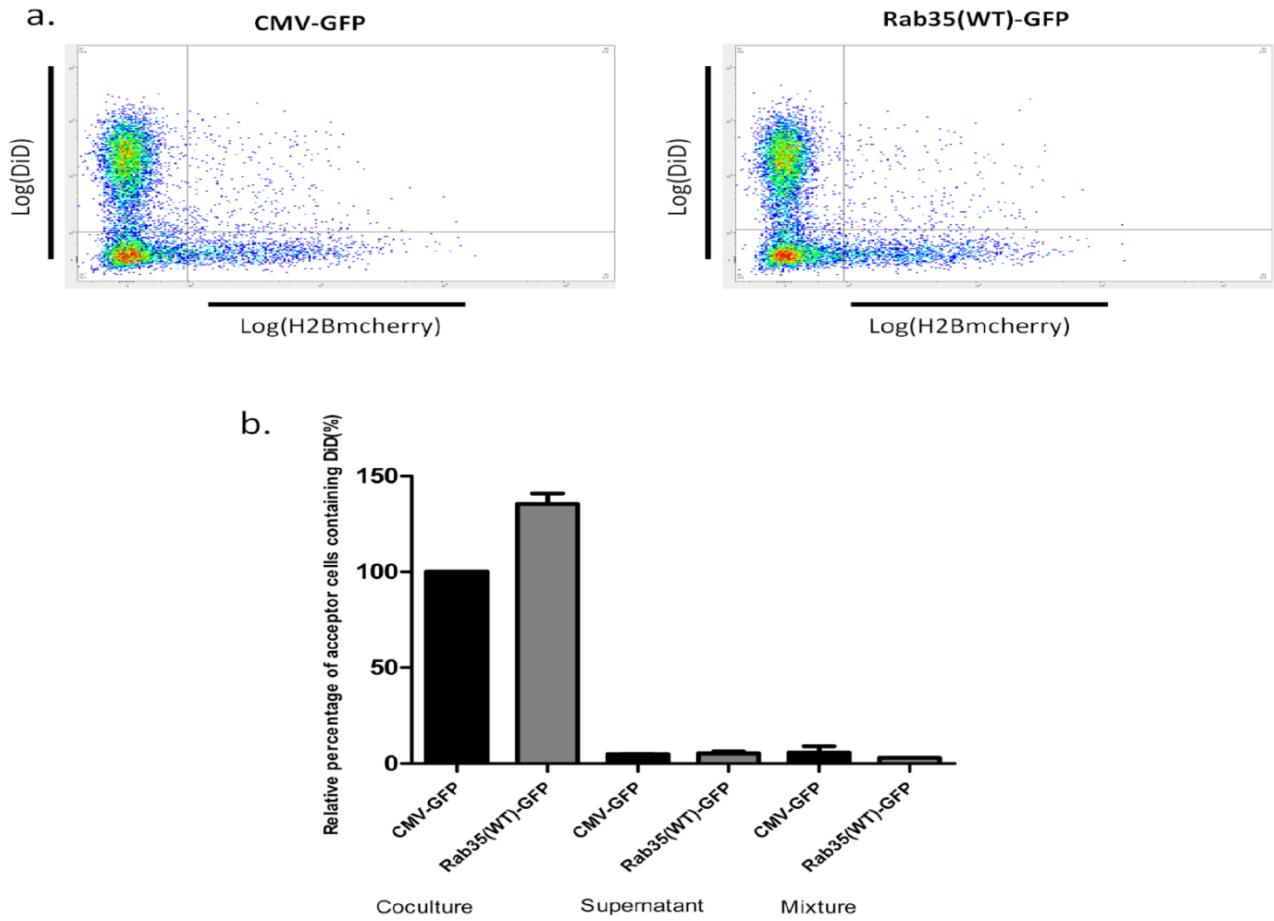 a.
CMV-GFP
Rab35(WT)-GFP
Log(DiD)
Log(H2Bmcherry)
Log(DiD)
Log(H2Bmcherry)
b.
Relative percentage of acceptor cells containing DiD(%)
150
100
50
0
CMV-GFP
Rab35(WT)-GFP
CMV-GFP
Rab35(WT)-GFP
CMV-GFP
Rab35(WT)-GFP
Coculture
Supernatant
Mixture